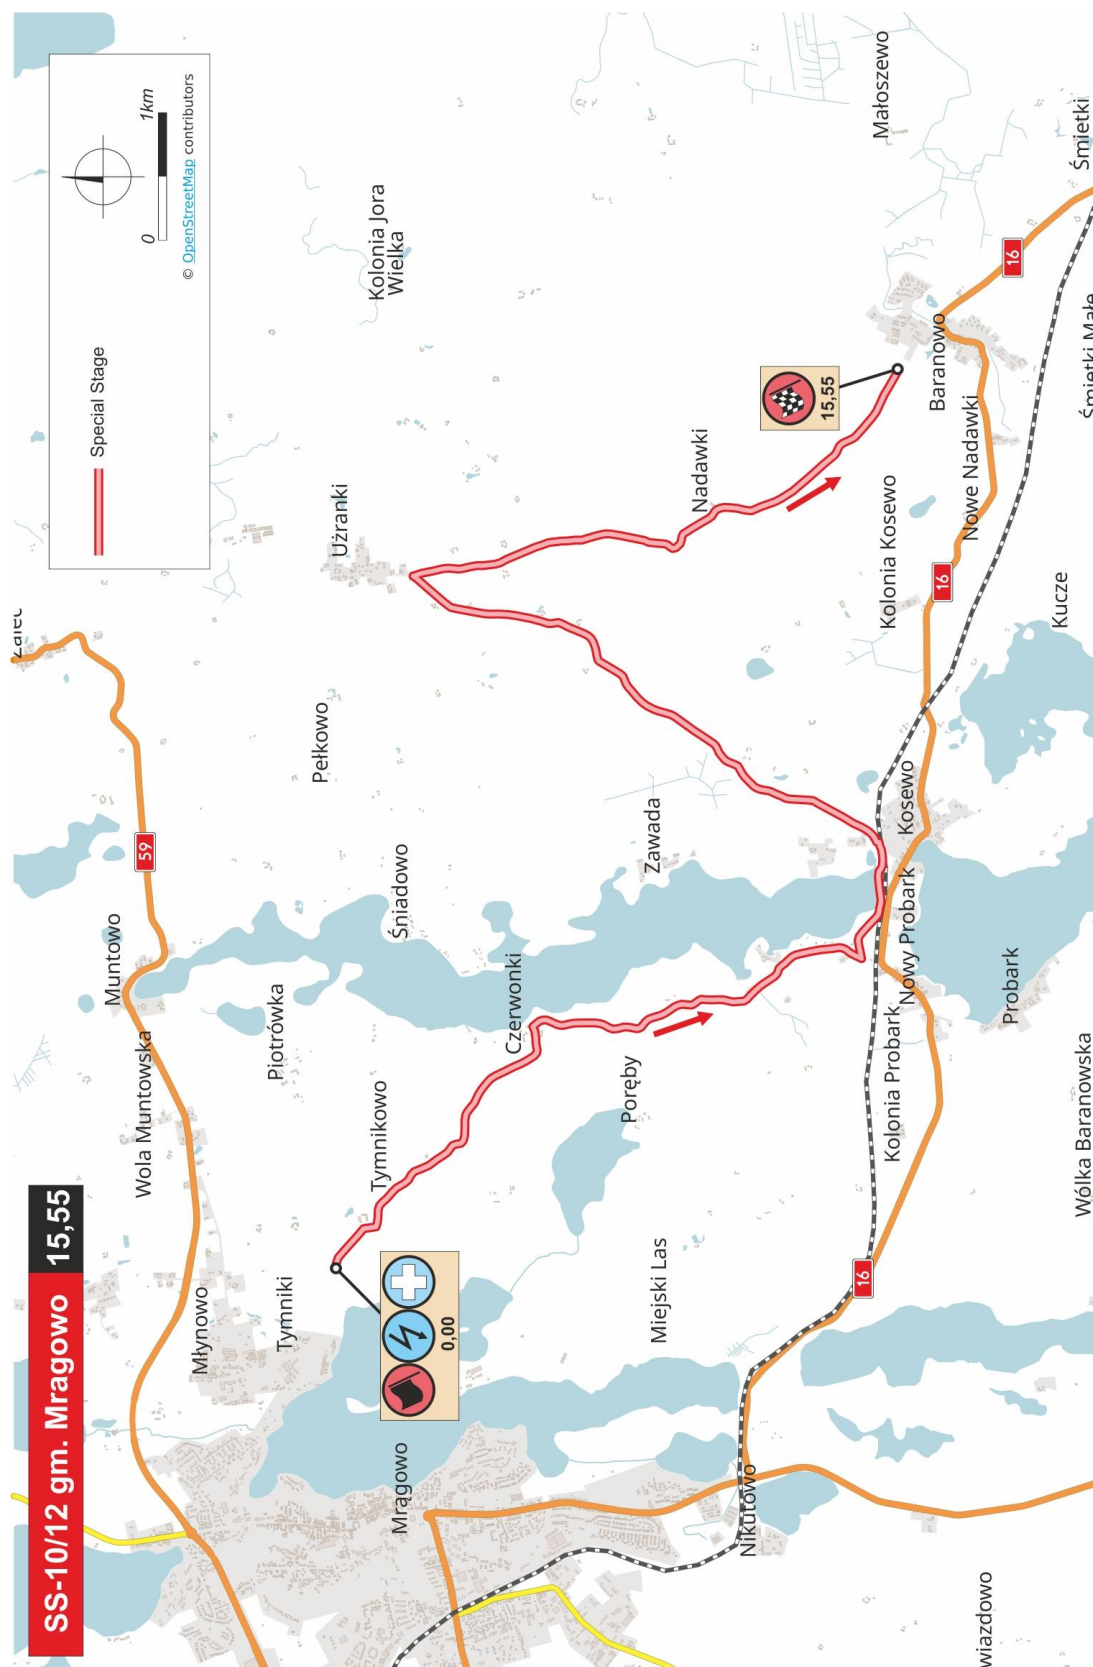 SS-10/12 gm. Mrągowo 15,55
Special Stage
0 1km
© OpenStreetMap contributors
Muntowo
59
Wola Muntowska
Młynowo
Tymniki
Piotrówka
Pełkowo
Użranki
Kolonia Jora
Wielka
Śniadowo
Tymnikowo
0,00
Mrągowo
Czerwonki
Poręby
Zawada
Miejski Las
Nadawki
15,55
Małoszewo
Baranowo
Nowe Nadawki
Kolonia Kosewo
Kosewo
Nowy Probark
Kolonia Probark
Nikutowo
16
16
16
Śmietki
Śmietki Małe
Kucze
Probark
Wólka Baranowska
wiazdowo